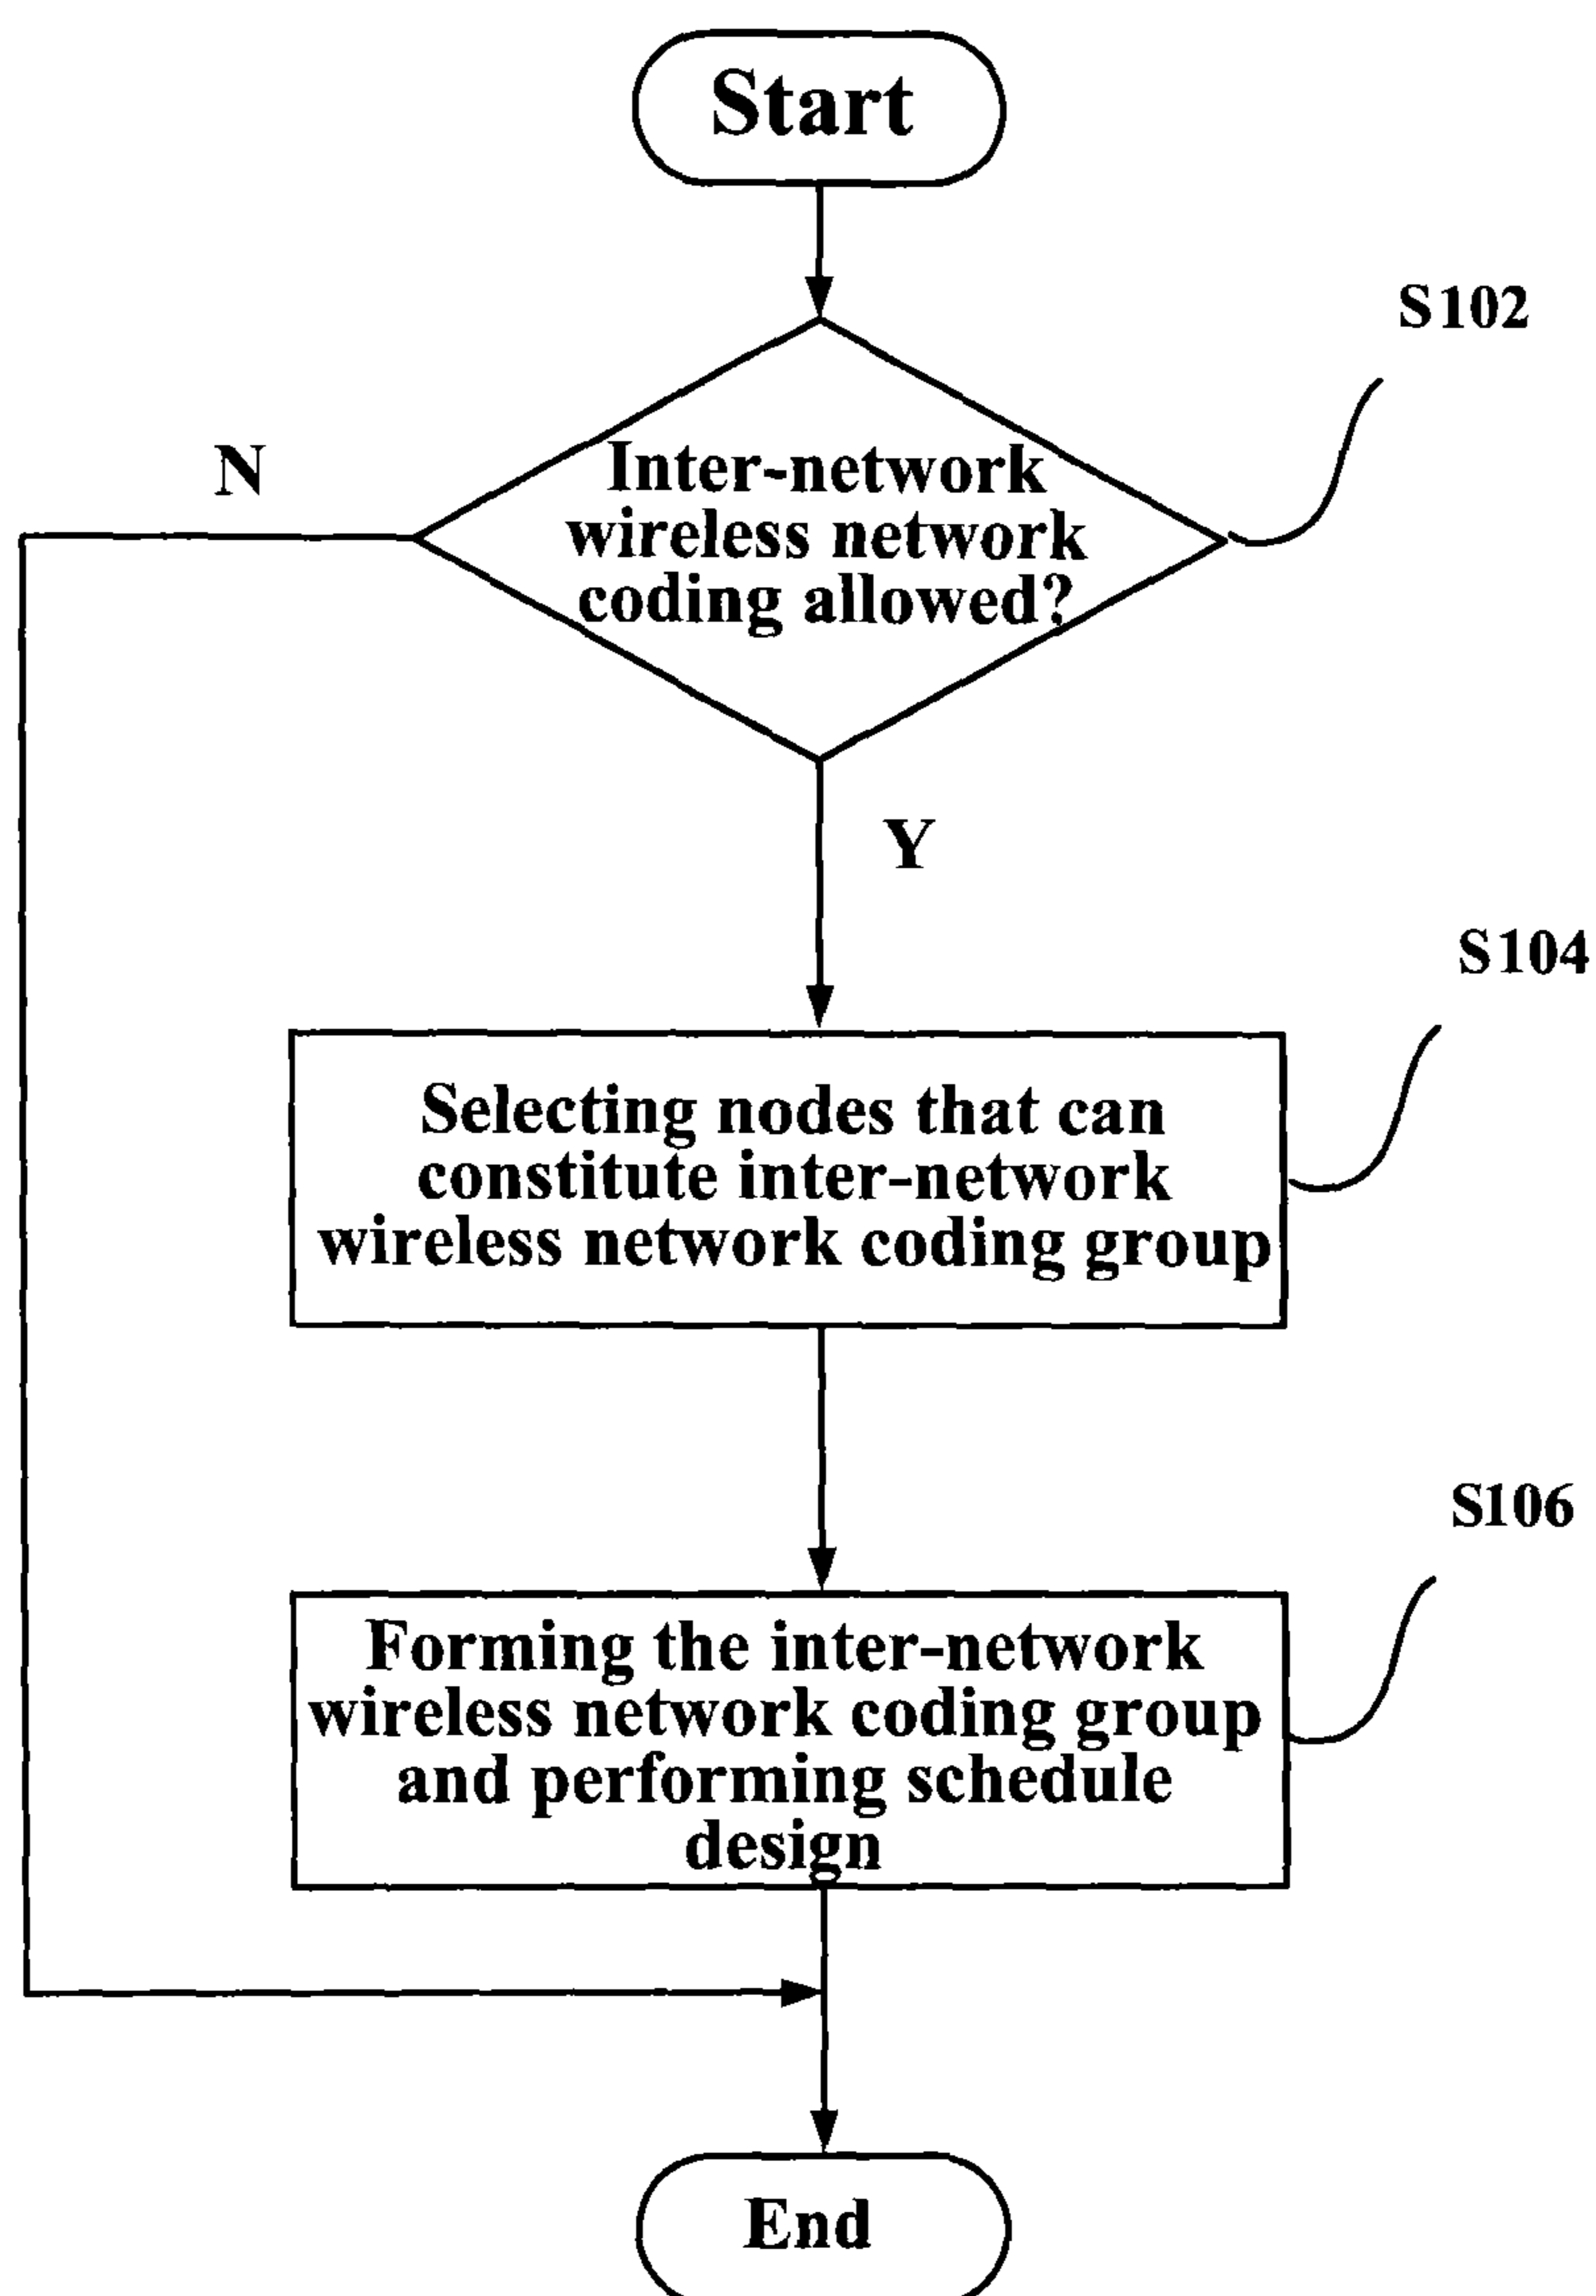 Start
S102
N
Inter-network
wireless network
coding allowed?
Y
S104
Selecting nodes that can
constitute inter-network
wireless network coding group
S106
Forming the inter-network
wireless network coding group
and performing schedule
design
End